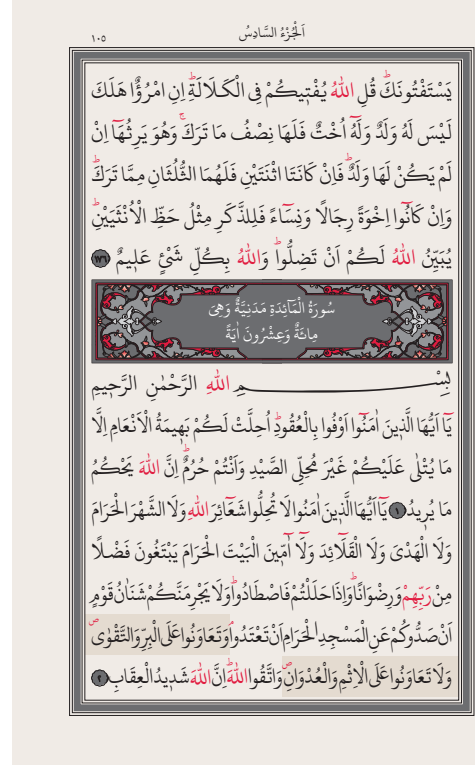 اَلْجُزْءُ السَّادِسُ
١٠٥
يَسْتَفْتُونَكَۜ قُلِ اللّٰهُ يُفْتٖيكُمْ فِى الْكَلَالَةِۜ اِنِ امْرُؤٌا هَلَكَ
لَيْسَ لَهُ وَلَدٌ وَلَهُٓ اُخْتٌ فَلَهَا نِصْفُ مَا تَرَكَۚ وَهُوَ يَرِثُهَٓا اِنْ
لَمْ يَكُنْ لَهَا وَلَدٌۜ فَاِنْ كَانَتَا اثْنَتَيْنِ فَلَهُمَا الثُّلُثَانِ مِمَّا تَرَكَۜ
وَاِنْ كَانُٓوا اِخْوَةً رِجَالًا وَنِسَٓاءً فَلِلذَّكَرِ مِثْلُ حَظِّ الْاُنْثَيَيْنِۜ
يُبَيِّنُ اللّٰهُ لَكُمْ اَنْ تَضِلُّواۜ وَاللّٰهُ بِكُلِّ شَیْءٍ عَلٖيمٌ ﴿١٧٦﴾
سُورَةُ الْمَٓائِدَةِ مَدَنِيَّةٌ وَهِیَ
مِائَةٌ وَعِشْرُونَ اٰيَةً
بِسْمِ اللّٰهِ الرَّحْمٰنِ الرَّحٖيمِ
يَٓا اَيُّهَا الَّذٖينَ اٰمَنُٓوا اَوْفُوا بِالْعُقُودِۜ اُحِلَّتْ لَكُمْ بَهٖيمَةُ الْاَنْعَامِ اِلَّا
مَا يُتْلٰى عَلَيْكُمْ غَيْرَ مُحِلِّى الصَّيْدِ وَاَنْتُمْ حُرُمٌۜ اِنَّ اللّٰهَ يَحْكُمُ
مَا يُرٖيدُ ﴿١﴾ يَٓا اَيُّهَا الَّذٖينَ اٰمَنُوا لَا تُحِلُّوا شَعَٓائِرَ اللّٰهِ وَلَا الشَّهْرَ الْحَرَامَ
وَلَا الْهَدْىَ وَلَا الْقَلَٓائِدَ وَلَٓا اٰمّٖينَ الْبَيْتَ الْحَرَامَ يَبْتَغُونَ فَضْلًا
مِنْ رَبِّهِمْ وَرِضْوَانًاۜ وَاِذَا حَلَلْتُمْ فَاصْطَادُواۜ وَلَا يَجْرِمَنَّكُمْ شَنَاٰنُ قَوْمٍ
اَنْ صَدُّوكُمْ عَنِ الْمَسْجِدِ الْحَرَامِ اَنْ تَعْتَدُواۢ وَتَعَاوَنُوا عَلَى الْبِرِّ وَالتَّقْوٰىۖ
وَلَا تَعَاوَنُوا عَلَى الْاِثْمِ وَالْعُدْوَانِۖ وَاتَّقُوا اللّٰهَۜ اِنَّ اللّٰهَ شَدٖيدُ الْعِقَابِ ﴿٢﴾